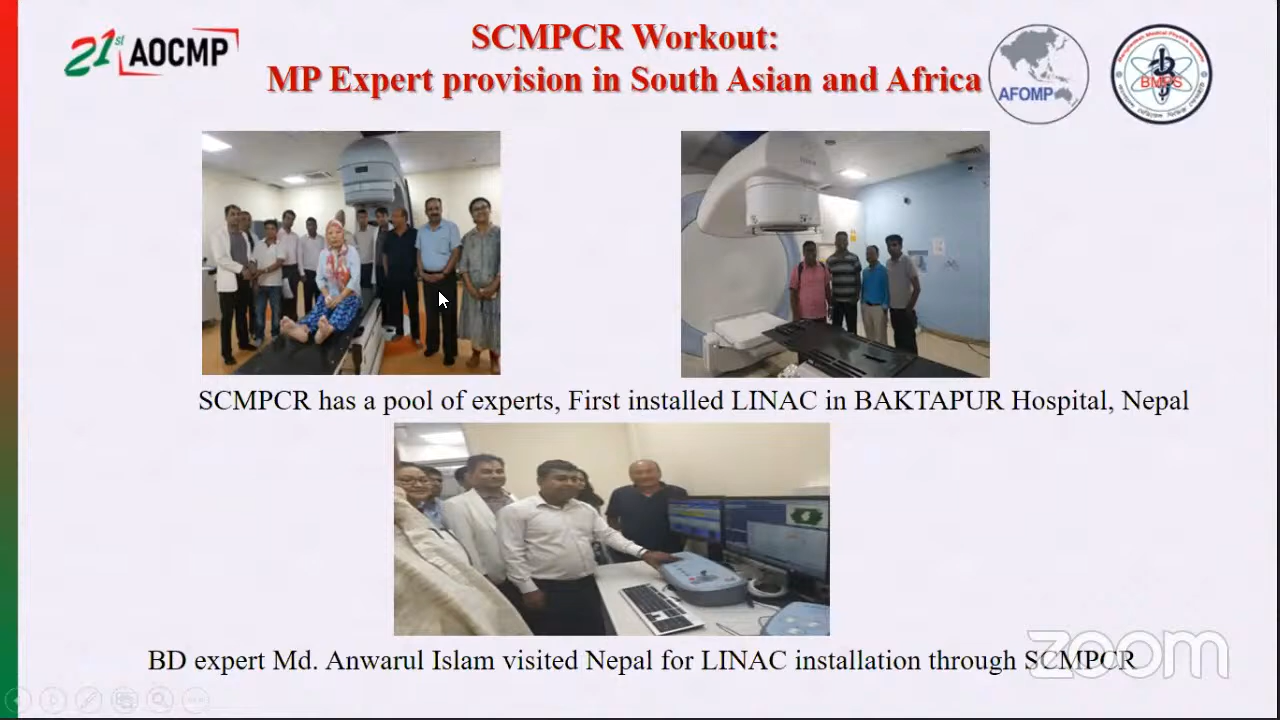 21st AOCMP
SCMPCR Workout:
MP Expert provision in South Asian and Africa
AFOMP
BMPS
SCMPCR has a pool of experts, First installed LINAC in BAKTAPUR Hospital, Nepal
BD expert Md. Anwarul Islam visited Nepal for LINAC installation through SCMPCR
zoom